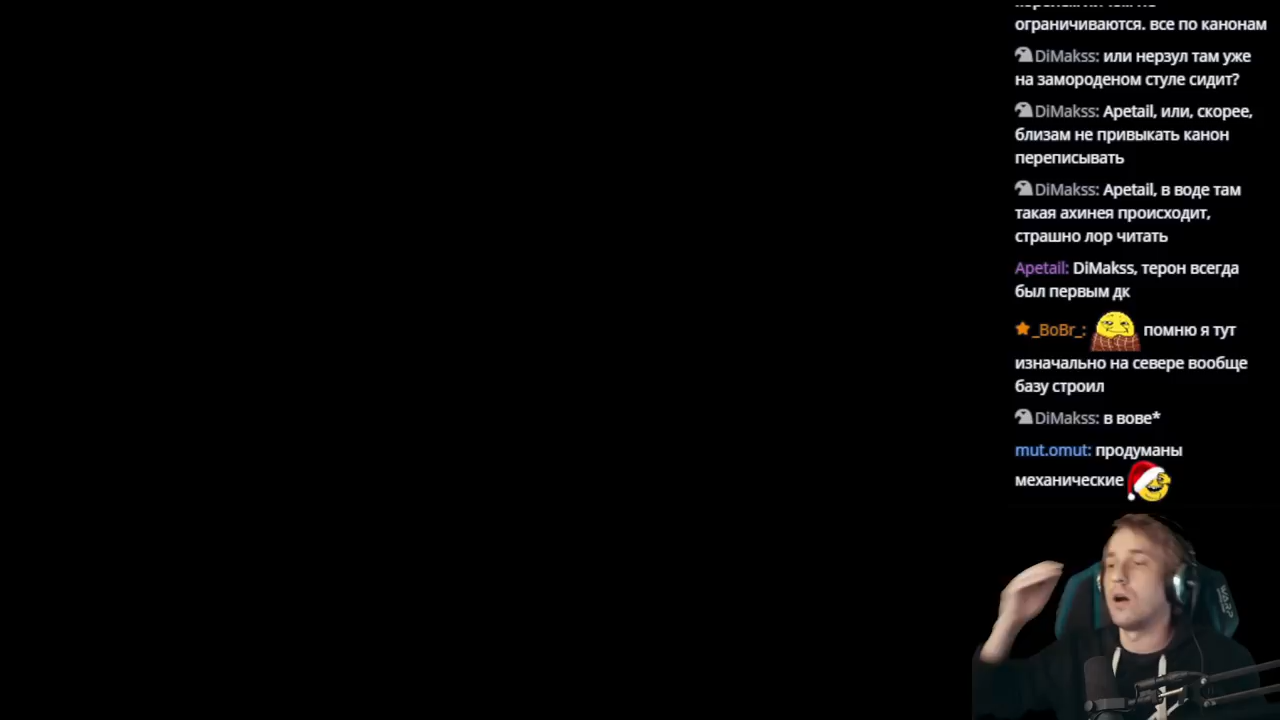 ограничиваются. все по канонам
DiMakss: или нерзул там уже
на замороденом стуле сидит?
DiMakss: Apetail, или, скорее,
близам не привыкать канон
переписывать
DiMakss: Apetail, в воде там
такая ахинея происходит,
страшно лор читать
Apetail: DiMakss, терон всегда
был первым дк
_BoBr_: помню я тут
изначально на севере вообще
базу строил
DiMakss: в вове*
mut.omut: продуманы
механические
WARP